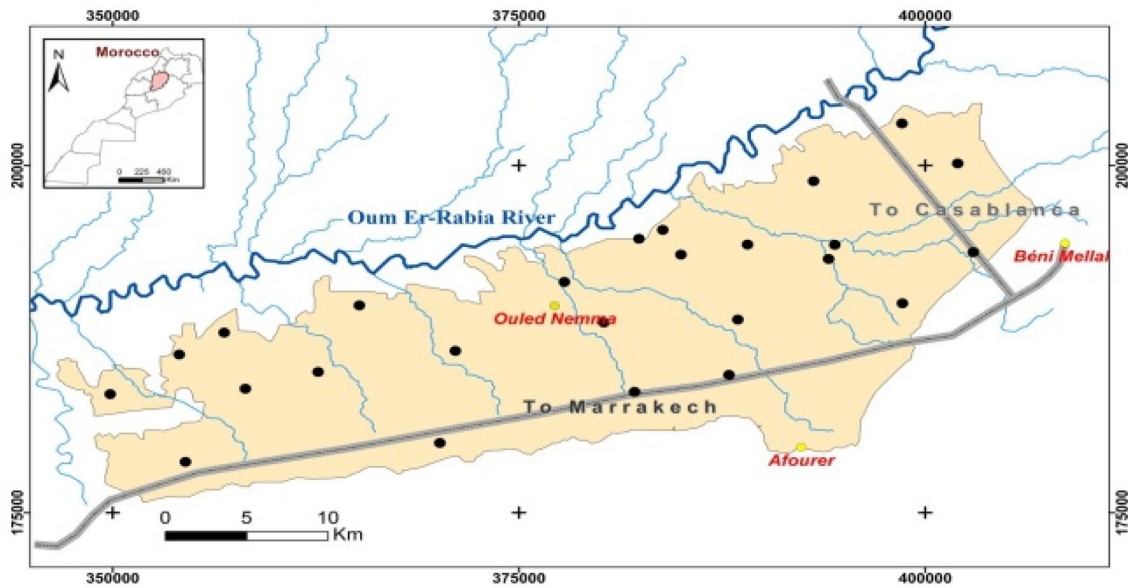 350000 375000 400000
Morocco
N
0 225 450
Km
200000 200000
Oum Er-Rabia River
To Casablanca
Béni Mellal
Ouled Nemma
To Marrakech
Afourer
175000 175000
0 5 10
Km
350000 375000 400000